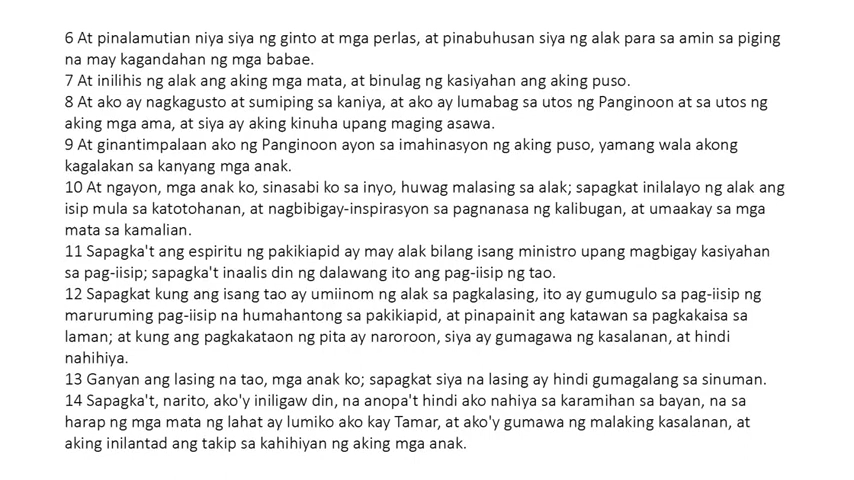 6 At pinalamutian niya siya ng ginto at mga perlas, at pinabuhusan siya ng alak para sa amin sa piging
na may kagandahan ng mga babae.
7 At inilihis ng alak ang aking mga mata, at binulag ng kasiyahan ang aking puso.
8 At ako ay nagkagusto at sumiping sa kaniya, at ako ay lumabag sa utos ng Panginoon at sa utos ng
aking mga ama, at siya ay aking kinuha upang maging asawa.
9 At ginantimpalaan ako ng Panginoon ayon sa imahinasyon ng aking puso, yamang wala akong
kagalakan sa kanyang mga anak.
10 At ngayon, mga anak ko, sinasabi ko sa inyo, huwag malasing sa alak; sapagkat inilalayo ng alak ang
isip mula sa katotohanan, at nagbibigay-inspirasyon sa pagnanasa ng kalibugan, at umaakay sa mga
mata sa kamalian.
11 Sapagka't ang espiritu ng pakikiapid ay may alak bilang isang ministro upang magbigay kasiyahan
sa pag-iisip; sapagka't inaalis din ng dalawang ito ang pag-iisip ng tao.
12 Sapagkat kung ang isang tao ay umiinom ng alak sa pagkalasing, ito ay gumugulo sa pag-iisip ng
maruruming pag-iisip na humahantong sa pakikiapid, at pinapainit ang katawan sa pagkakaisa sa
laman; at kung ang pagkakataon ng pita ay naroroon, siya ay gumagawa ng kasalanan, at hindi
nahihiya.
13 Ganyan ang lasing na tao, mga anak ko; sapagkat siya na lasing ay hindi gumagalang sa sinuman.
14 Sapagka't, narito, ako'y iniligaw din, na anopa't hindi ako nahiya sa karamihan sa bayan, na sa
harap ng mga mata ng lahat ay lumiko ako kay Tamar, at ako'y gumawa ng malaking kasalanan, at
aking inilantad ang takip sa kahihiyan ng aking mga anak.